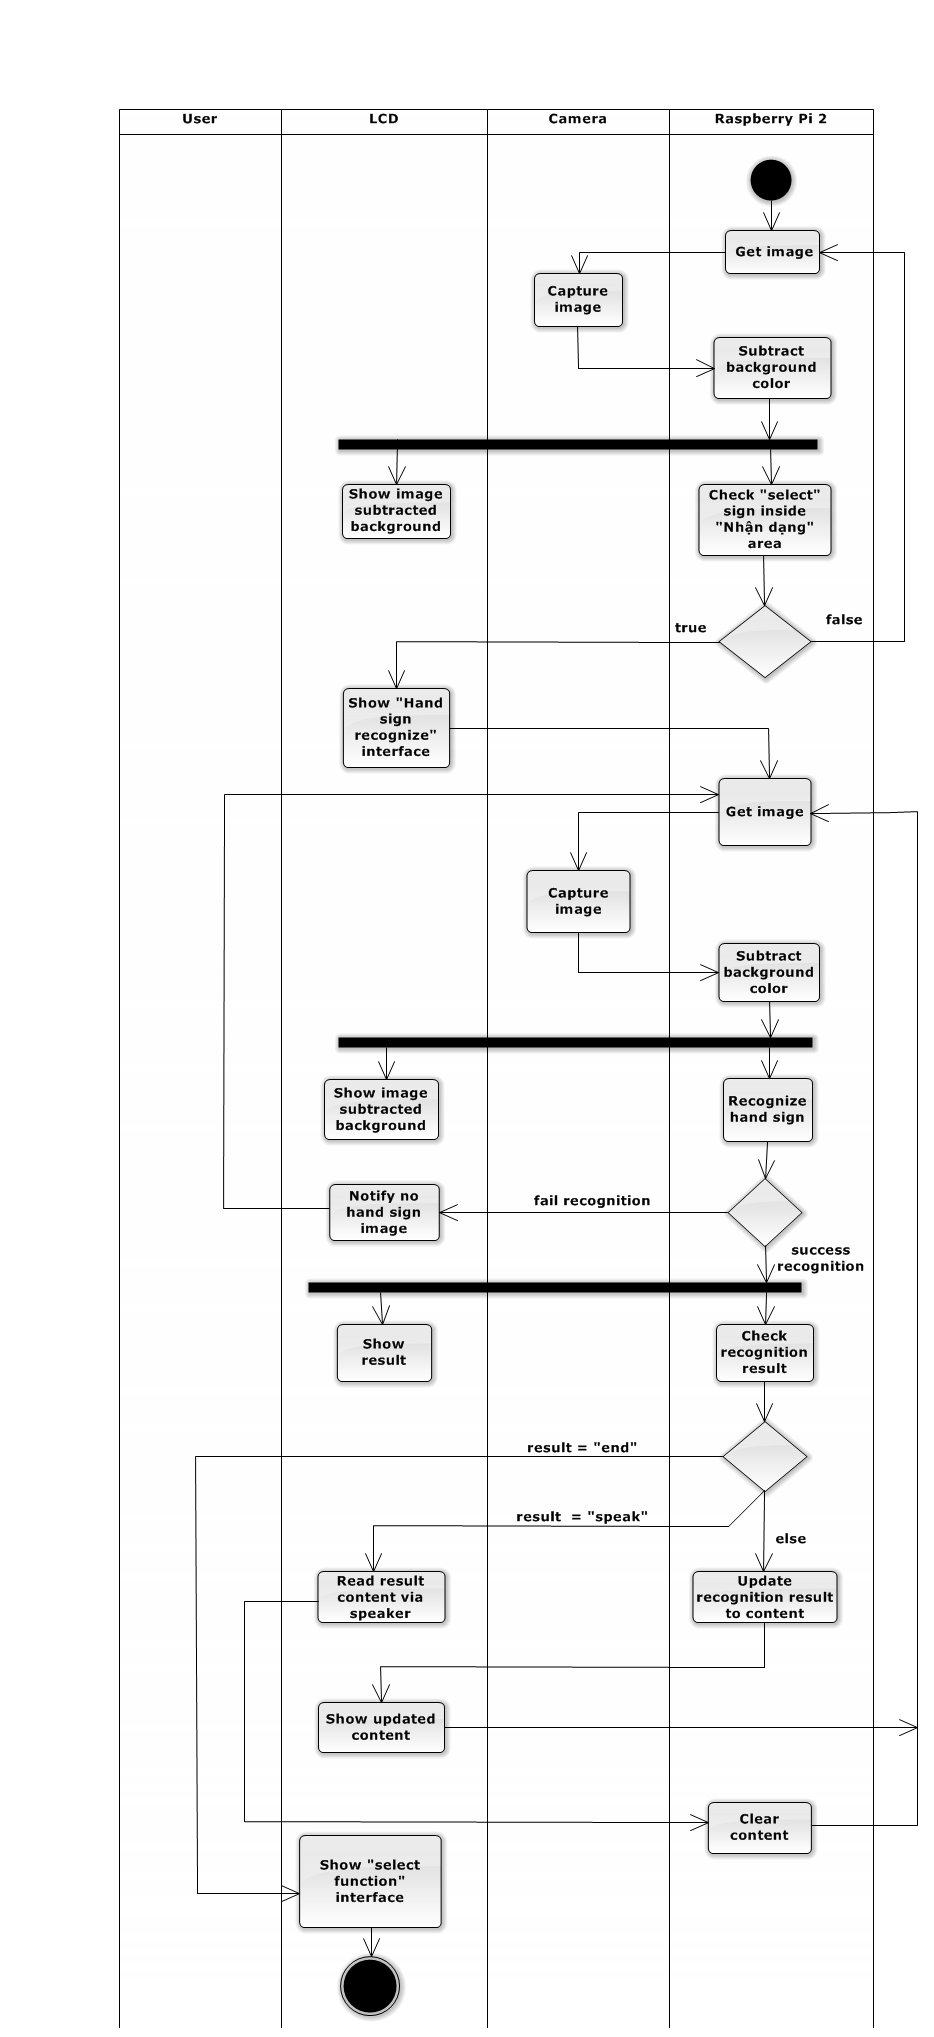 User
LCD
Camera
Raspberry Pi 2
Get image
Capture
image
Subtract
background
color
Show image
subtracted
background
Check "select"
sign inside
"Nhận dạng"
area
true
false
Show "Hand
sign
recognize"
interface
Get image
Capture
image
Subtract
background
color
Show image
subtracted
background
Recognize
hand sign
Notify no
hand sign
image
fail recognition
success
recognition
Show
result
Check
recognition
result
result = "end"
result  = "speak"
else
Read result
content via
speaker
Update
recognition result
to content
Show updated
content
Clear
content
Show "select
function"
interface